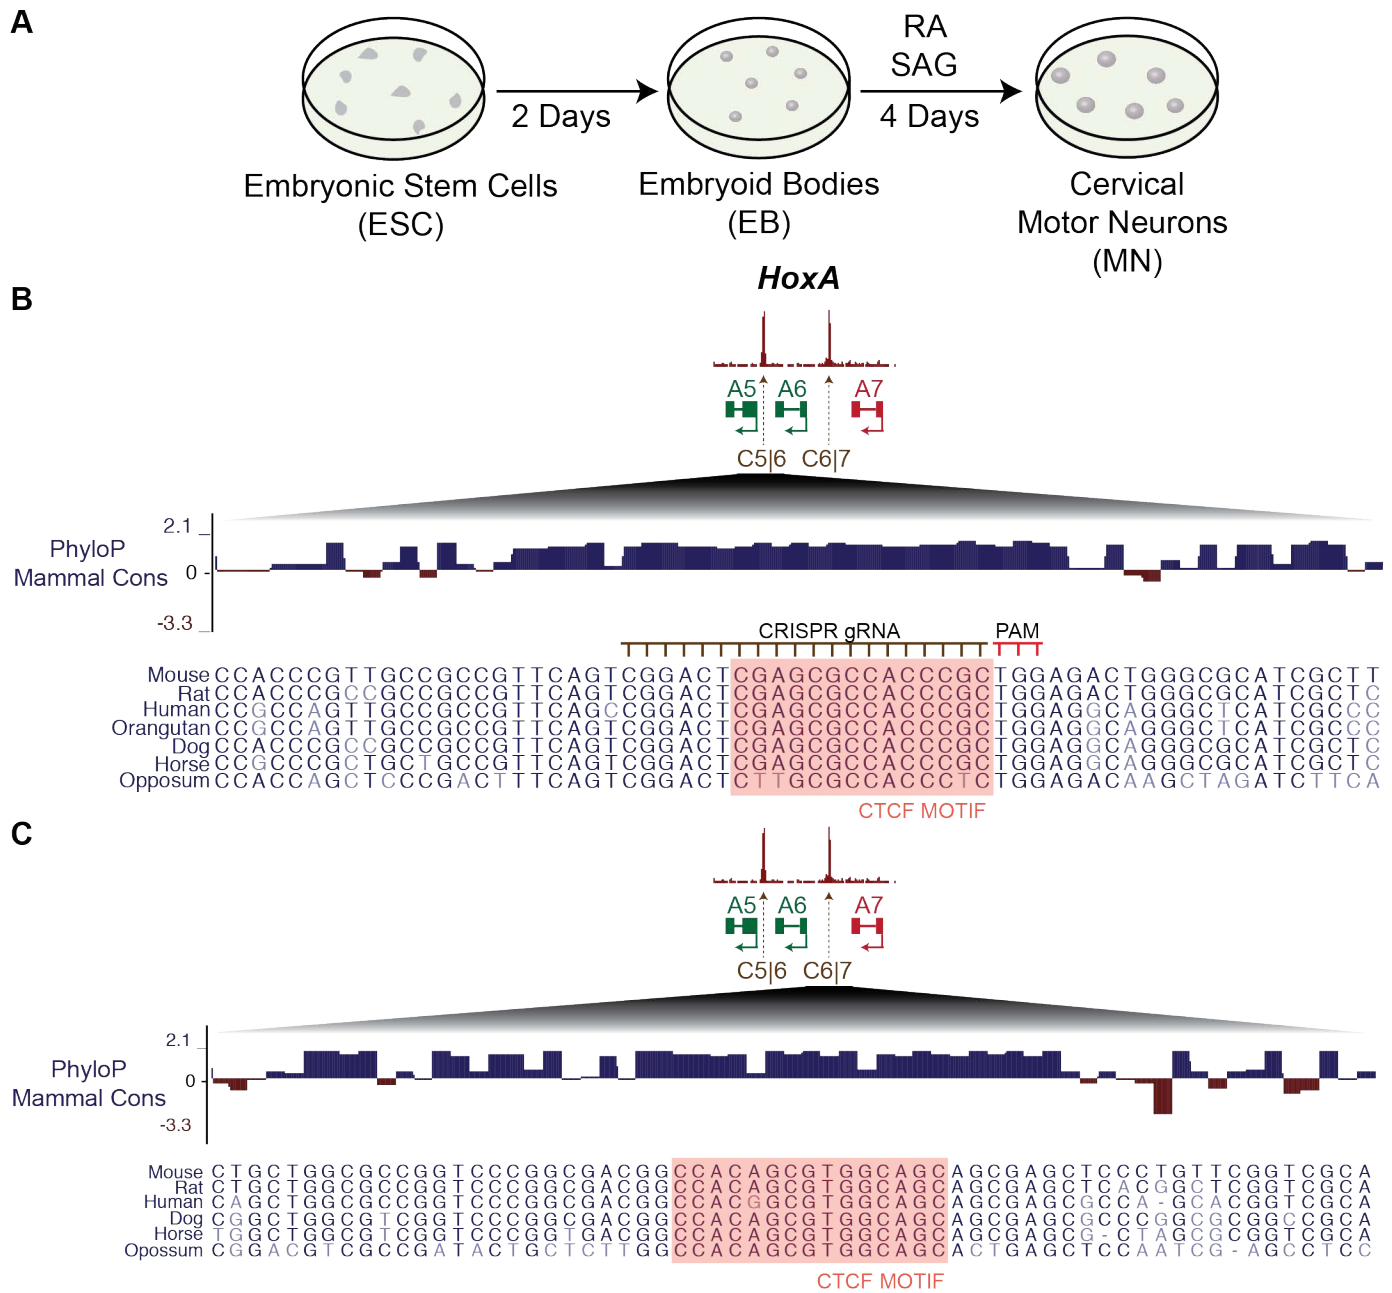 A
RA
SAG
2 Days
4 Days
Embryonic Stem Cells
(ESC)
Embryoid Bodies
(EB)
Cervical
Motor Neurons
(MN)
B
HoxA
A5 A6 A7
C5|6 C6|7
2.1
PhyloP
Mammal Cons
0
-3.3
CRISPR gRNA PAM
Mouse CCACCCGTTGCCGCCGTTCAGTCGGACTCGAGCGCCACCCGCTGGAGACTGGGCGCATCGCTT
Rat CCACCCGCCGCCGCCGTTCAGTCGGACTCGAGCGCCACCCGCTGGAGACTGGGCGCATCGCTC
Human CCGCCAGTTGCCGCCGTTCAGCCGGACTCGAGCGCCACCCGCTGGAGGCAGGGCTCATCGCCC
Orangutan CCGCCAGTTGCCGCCGTTCAGTCGGACTCGAGCGCCACCCGCTGGAGGCAGGGCTCATCGCCC
Dog CCACCCGCCGCCGCCGTTCAGTCGGACTCGAGCGCCACCCGCTGGAGGCAGGGCGCATCGCTC
Horse CCGCCCGCTGCTGCCGTTCAGTCGGACTCGAGCGCCACCCGCTGGAGGCAGGGCGCATCGCTC
Opposum CCACCAGCTCCCGACTTTCAGTCGGACTCTTGCGCCACCCTCTGGAGACAAGCTAGATCTTCA
CTCF MOTIF
C
A5 A6 A7
C5|6 C6|7
2.1
PhyloP
Mammal Cons
0
-3.3
Mouse CTGCTGGCGCCGGTCCCGGCGACGGCCACAGCGTGGCAGCAGCGAGCTCCCTGTTCGGTCGCA
Rat CTGCTGGCGCCGGTCCCGGCGACGGCCACAGCGTGGCAGCAGCGAGCTCACGGCTCGGTCGCA
Human CAGCTGGCGCCGGTCCCGGCGACGGCCACGGCGTGGCAGCAGCGAGCGCCA-GCACGGTCGCA
Dog CGGCTGGCGTCGGTCCCGGCGACGGCCACAGCGTGGCAGCAGCGAGCGCCCGGCGCGGCCGCA
Horse TGGCTGGCGTCGGTCCCGGTGACGGCCACAGCGTGGCAGCAGCGAGCG-CTAGCGCGGTCGCA
Opossum CGGACGTCGCCGATACTGCTCTTGGCCACAGCGTGGCAGCACTGAGCTCCAATCG-AGCCTCC
CTCF MOTIF